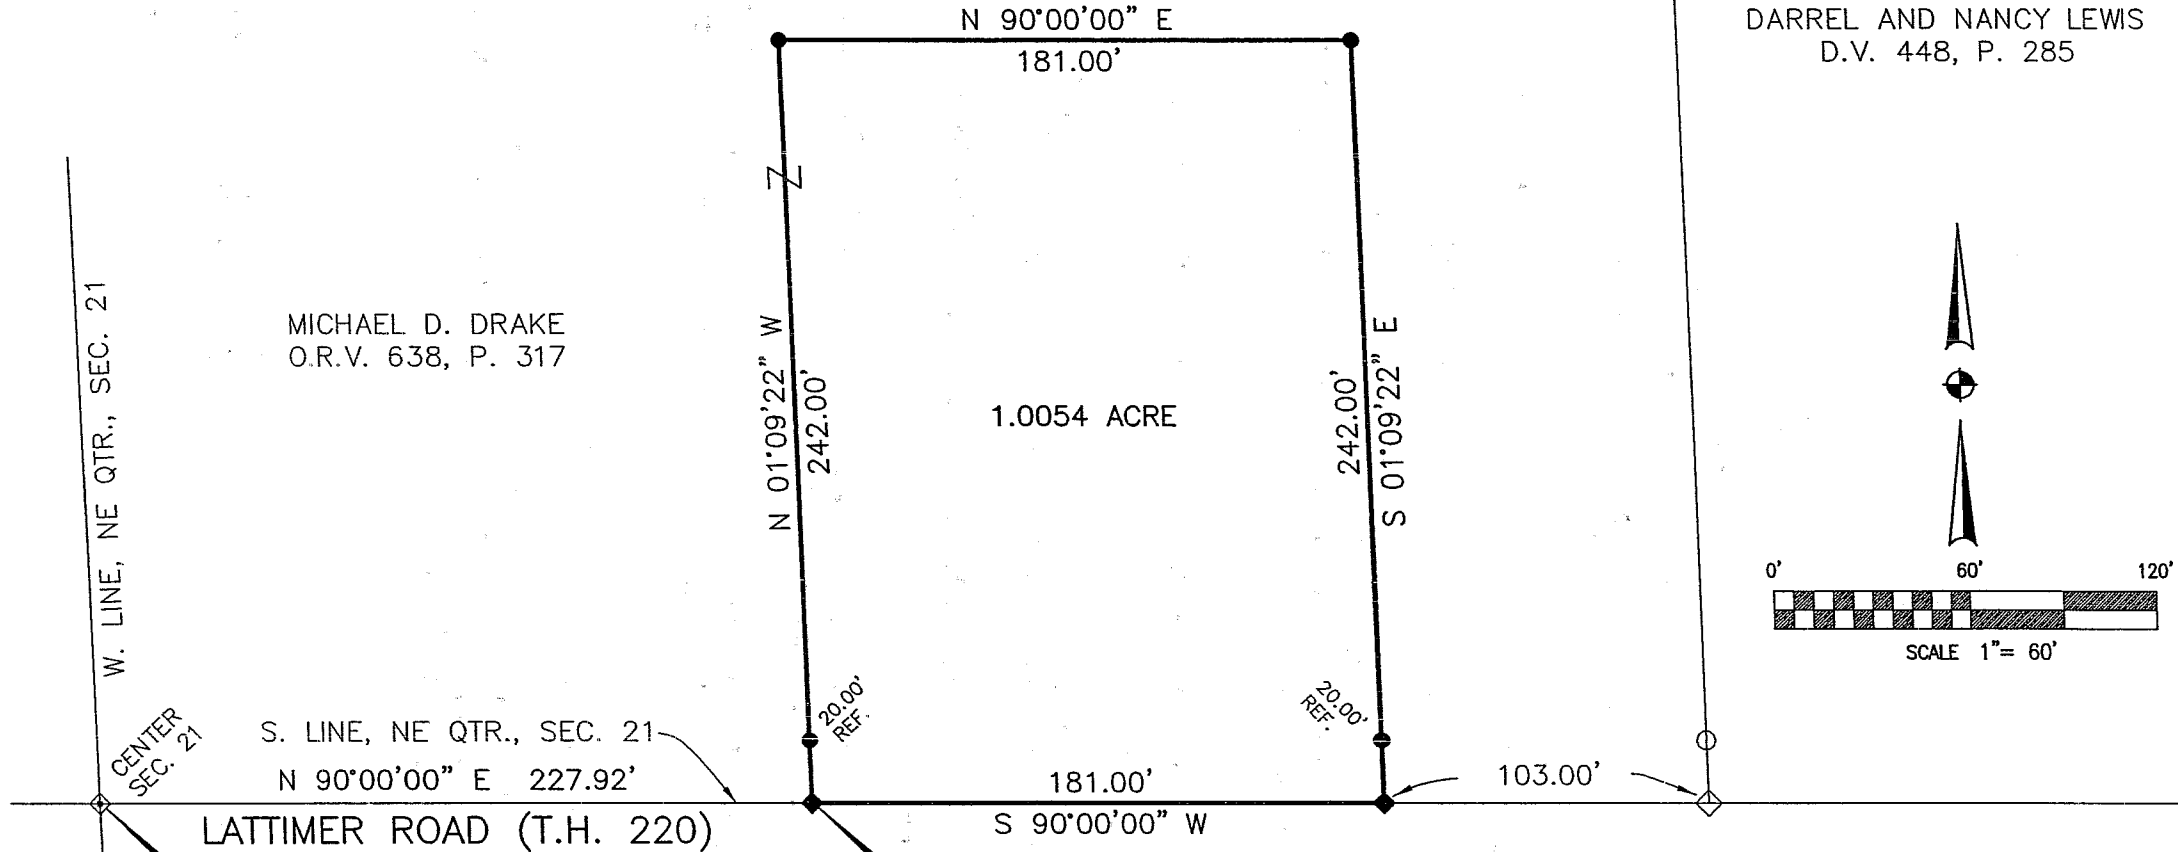 N 90°00'00" E
181.00'
DARREL AND NANCY LEWIS
D.V. 448, P. 285
W. LINE, NE QTR., SEC. 21
MICHAEL D. DRAKE
O.R.V. 638, P. 317
N 01°09'22" W
242.00'
Z
1.0054 ACRE
242.00'
S 01°09'22" E
0' 60' 120'
SCALE 1"= 60'
20.00'
REF.
20.00'
REF.
CENTER
SEC. 21
S. LINE, NE QTR., SEC. 21
N 90°00'00" E 227.92'
181.00'
103.00'
LATTIMER ROAD (T.H. 220)
S 90°00'00" W